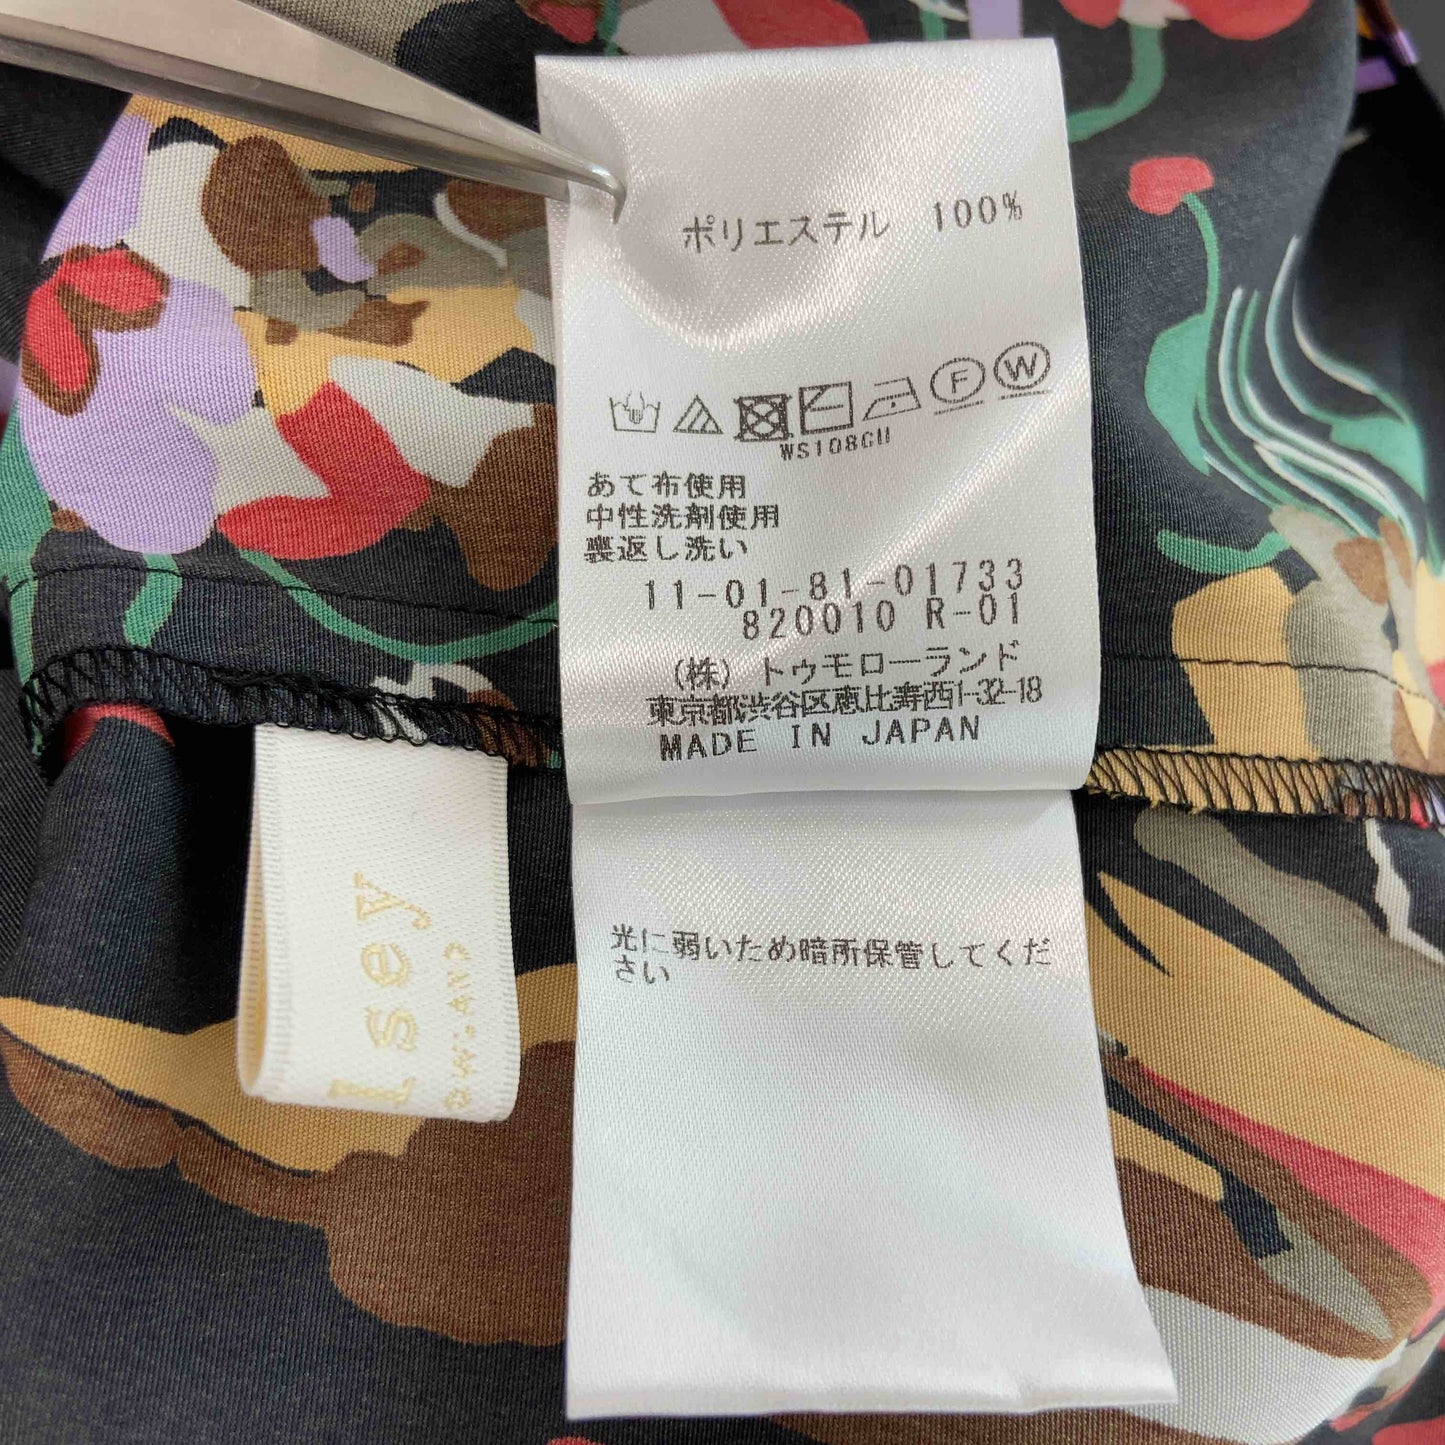 ポリエステル 100%
F W
WS108CU
あて布使用
中性洗剤使用
裏返し洗い
11-01-81-01733
820010 R-01
(株) トゥモローランド
東京都渋谷区恵比寿西1-32-18
MADE IN JAPAN
光に弱いため暗所保管してくだ
さい
lsey